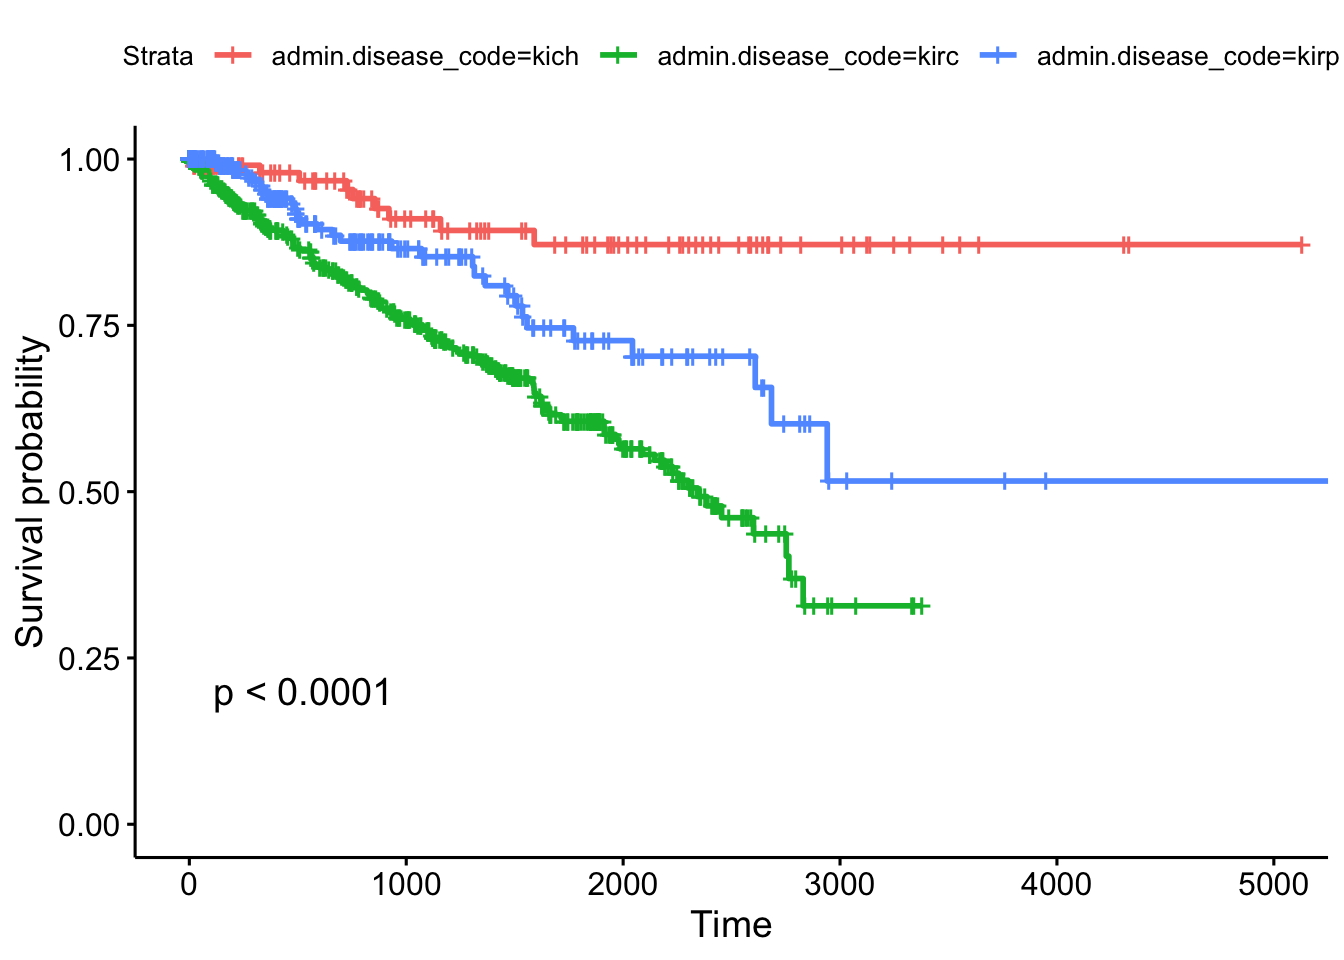 Strata admin.disease_code=kich admin.disease_code=kirc admin.disease_code=kirp
1.00
0.75
0.50
0.25
0.00
Survival probability
p < 0.0001
0 1000 2000 3000 4000 5000
Time